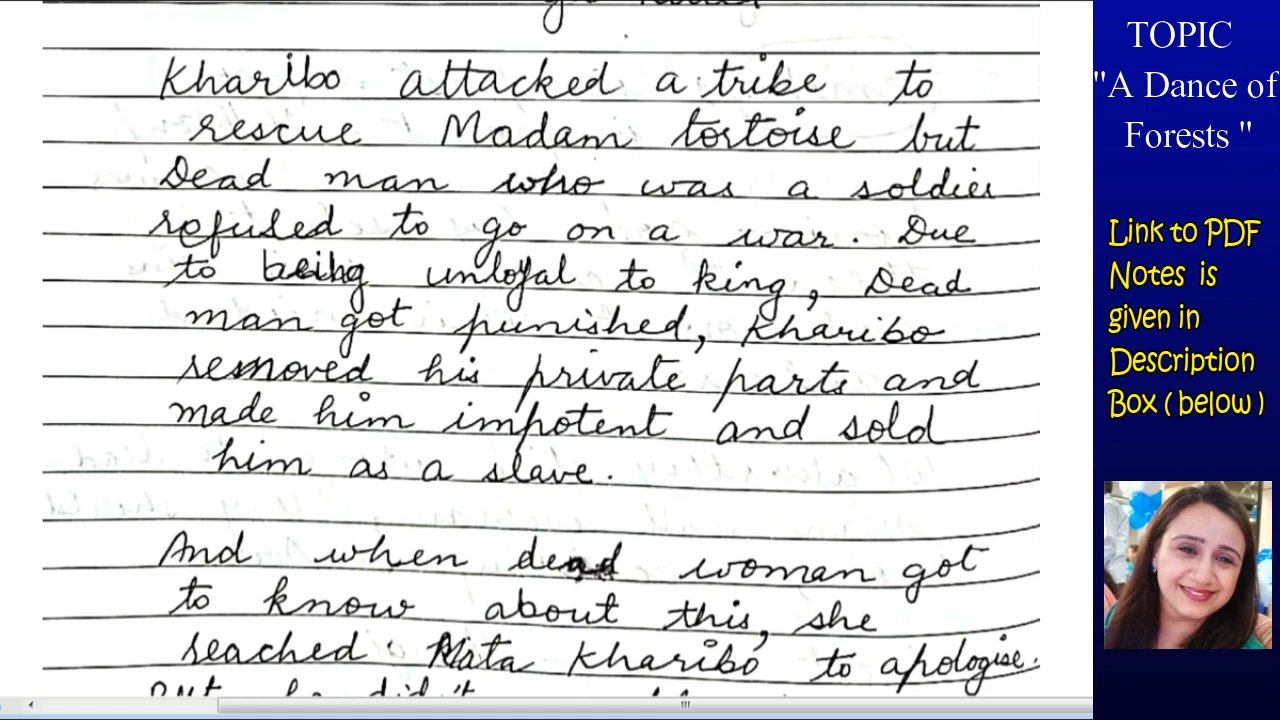 Kharibo attacked a tribe to
rescue Madam tortoise but
Dead man who was a soldier
refused to go on a war. Due
to being unloyal to king, Dead
man got punished, Kharibo
removed his private parts and
made him impotent and sold
him as a slave.
And when dead woman got
to know about this, she
reached Mata Kharibo to apologise.
But he didn't
TOPIC
"A Dance of
Forests "
Link to PDF
Notes is
given in
Description
Box ( below )